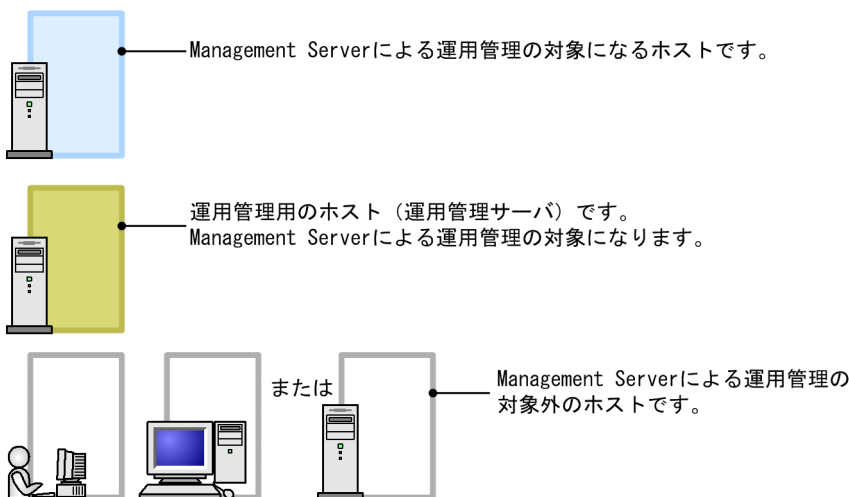 Management Serverによる運用管理の対象になるホストです。
運用管理用のホスト（運用管理サーバ）です。
Management Serverによる運用管理の対象になります。
または
Management Serverによる運用管理の
対象外のホストです。